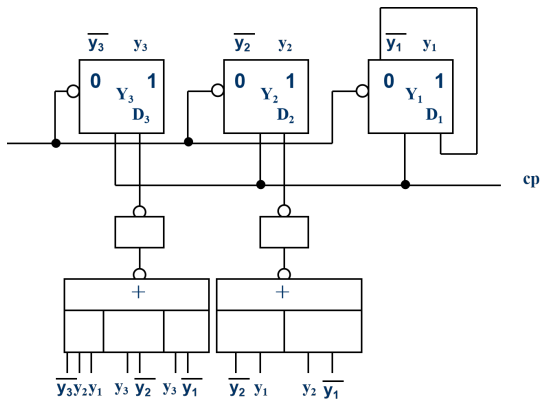 y̅₃ y₃ y̅₂ y₂ y̅₁ y₁
0 1 0 1 0 1
Y₃ Y₂ Y₁
D₃ D₂ D₁
cp
+ +
y̅₃ y₂ y₁ y₃ y̅₂ y₃ y̅₁ y̅₂ y₁ y₂ y̅₁